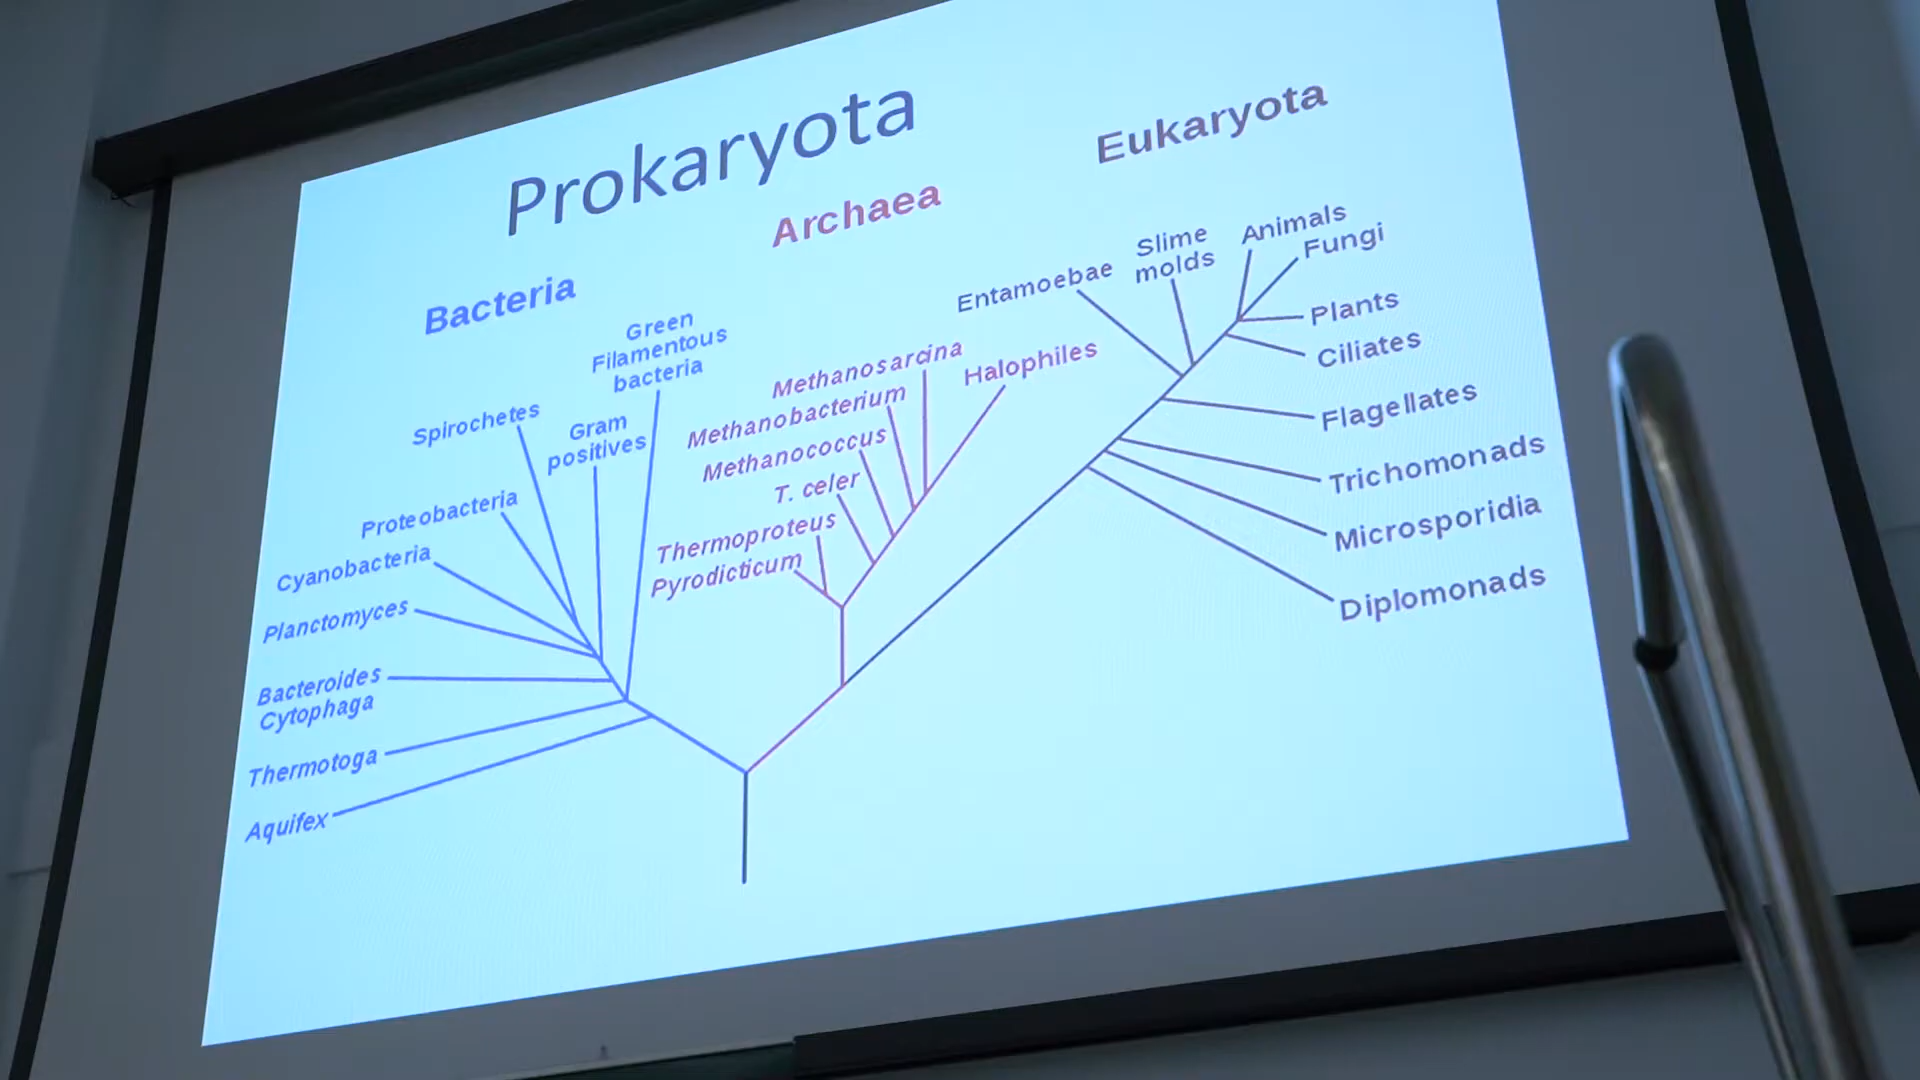 Prokaryota
Eukaryota
Archaea
Bacteria
Green
Filamentous
bacteria
Spirochetes
Gram
positives
Proteobacteria
Cyanobacteria
Planctomyces
Bacteroides
Cytophaga
Thermotoga
Aquifex
Methanosarcina
Methanobacterium
Methanococcus
T. celer
Thermoproteus
Pyrodicticum
Halophiles
Entamoebae
Slime
molds
Animals
Fungi
Plants
Ciliates
Flagellates
Trichomonads
Microsporidia
Diplomonads